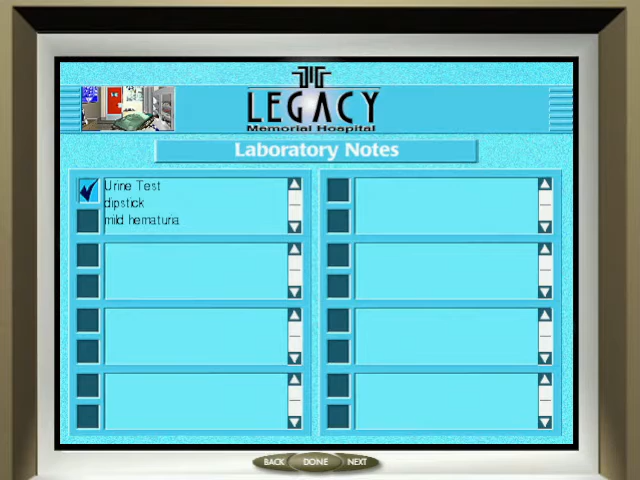 LEGACY
Memorial Hospital
Laboratory Notes
Urine Test
dipstick
mild hematuria
BACK DONE NEXT